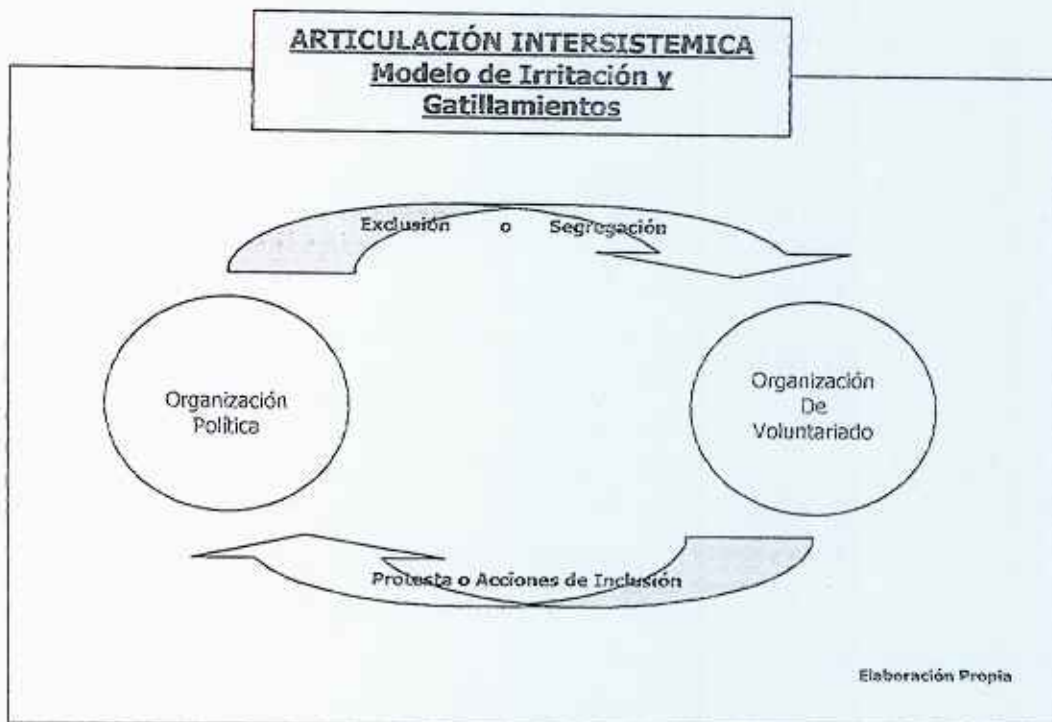 ARTICULACIÓN INTERSISTEMICA
Modelo de Irritación y
Gatillamientos
Exclusión o Segregación
Organización
Política
Organización
De
Voluntariado
Protesta o Acciones de Inclusión
Elaboración Propia